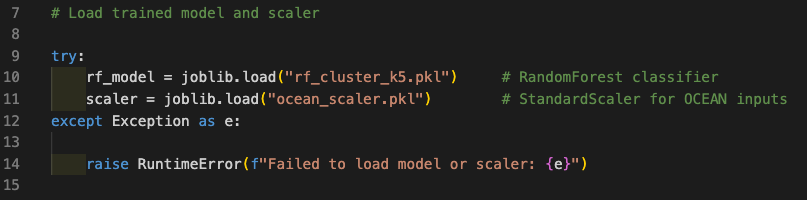 7 # Load trained model and scaler
8
9 try:
10 rf_model = joblib.load("rf_cluster_k5.pkl") # RandomForest classifier
11 scaler = joblib.load("ocean_scaler.pkl") # StandardScaler for OCEAN inputs
12 except Exception as e:
13
14 raise RuntimeError(f"Failed to load model or scaler: {e}")
15